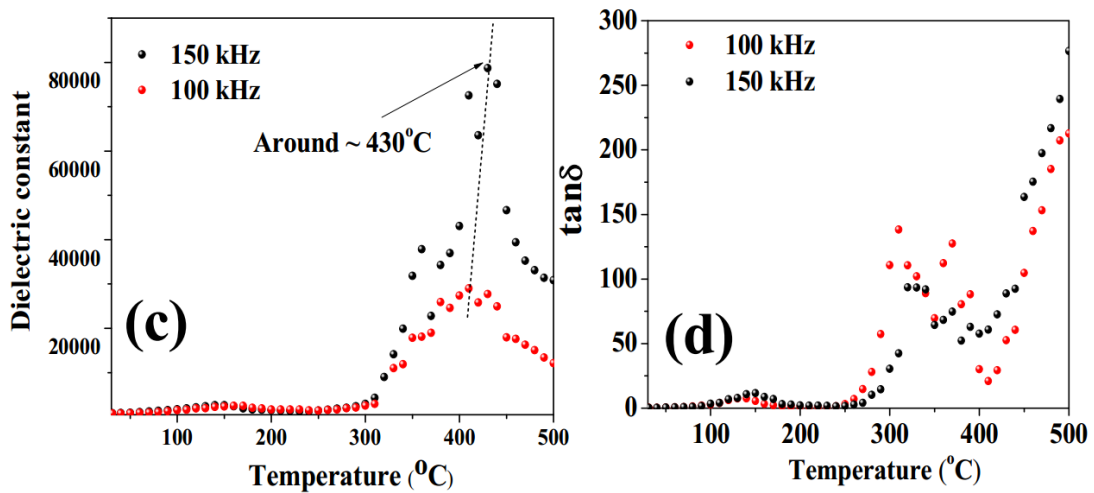 150 kHz
100 kHz
Around ~ 430°C
(c)
Dielectric constant
80000
60000
40000
20000
100
200
300
400
500
Temperature (⁰C)
100 kHz
150 kHz
(d)
tanδ
300
250
200
150
100
50
0
100
200
300
400
500
Temperature (°C)